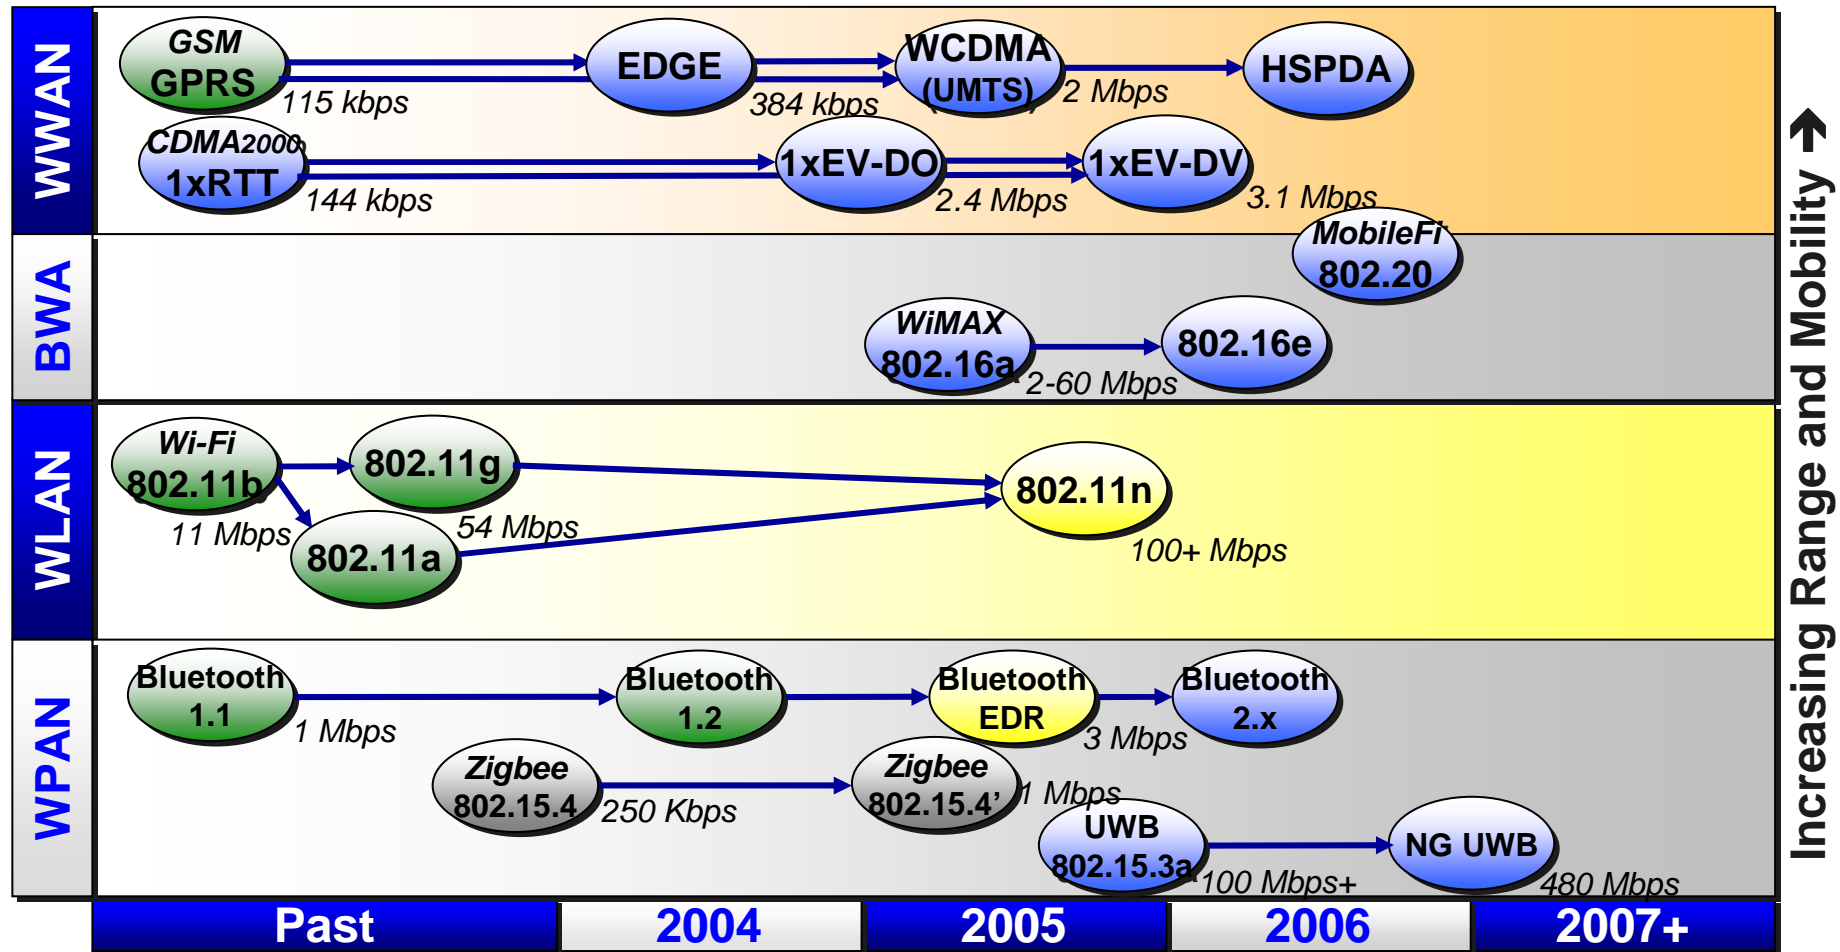 WWAN
GSM
GPRS
115 kbps
EDGE
384 kbps
WCDMA
(UMTS)
2 Mbps
HSPDA
CDMA2000
1xRTT
144 kbps
1xEV-DO
2.4 Mbps
1xEV-DV
3.1 Mbps
BWA
MobileFi
802.20
WiMAX
802.16a
2-60 Mbps
802.16e
WLAN
Wi-Fi
802.11b
11 Mbps
802.11g
54 Mbps
802.11a
802.11n
100+ Mbps
WPAN
Bluetooth
1.1
1 Mbps
Bluetooth
1.2
Bluetooth
EDR
3 Mbps
Bluetooth
2.x
Zigbee
802.15.4
250 Kbps
Zigbee
802.15.4’
1 Mbps
UWB
802.15.3a
100 Mbps+
NG UWB
480 Mbps
Past
2004
2005
2006
2007+
Increasing Range and Mobility →